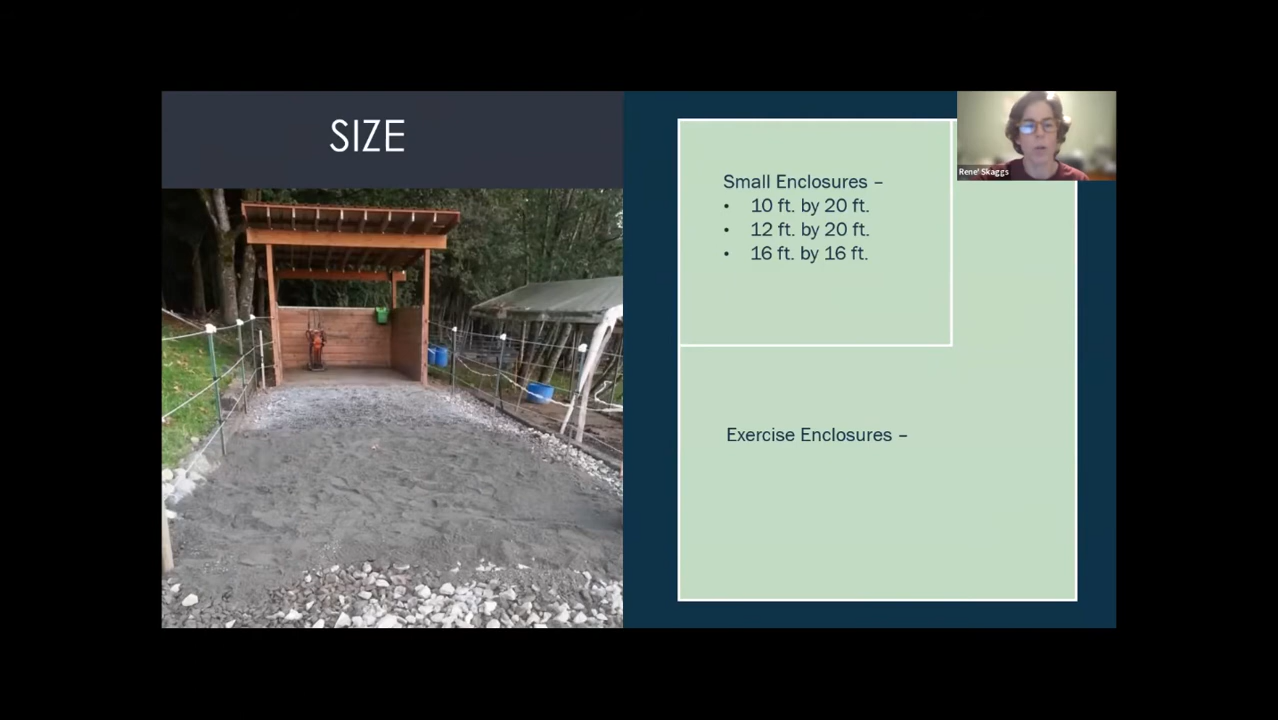 SIZE
Small Enclosures –
• 10 ft. by 20 ft.
• 12 ft. by 20 ft.
• 16 ft. by 16 ft.
Exercise Enclosures –
Rene' Skaggs